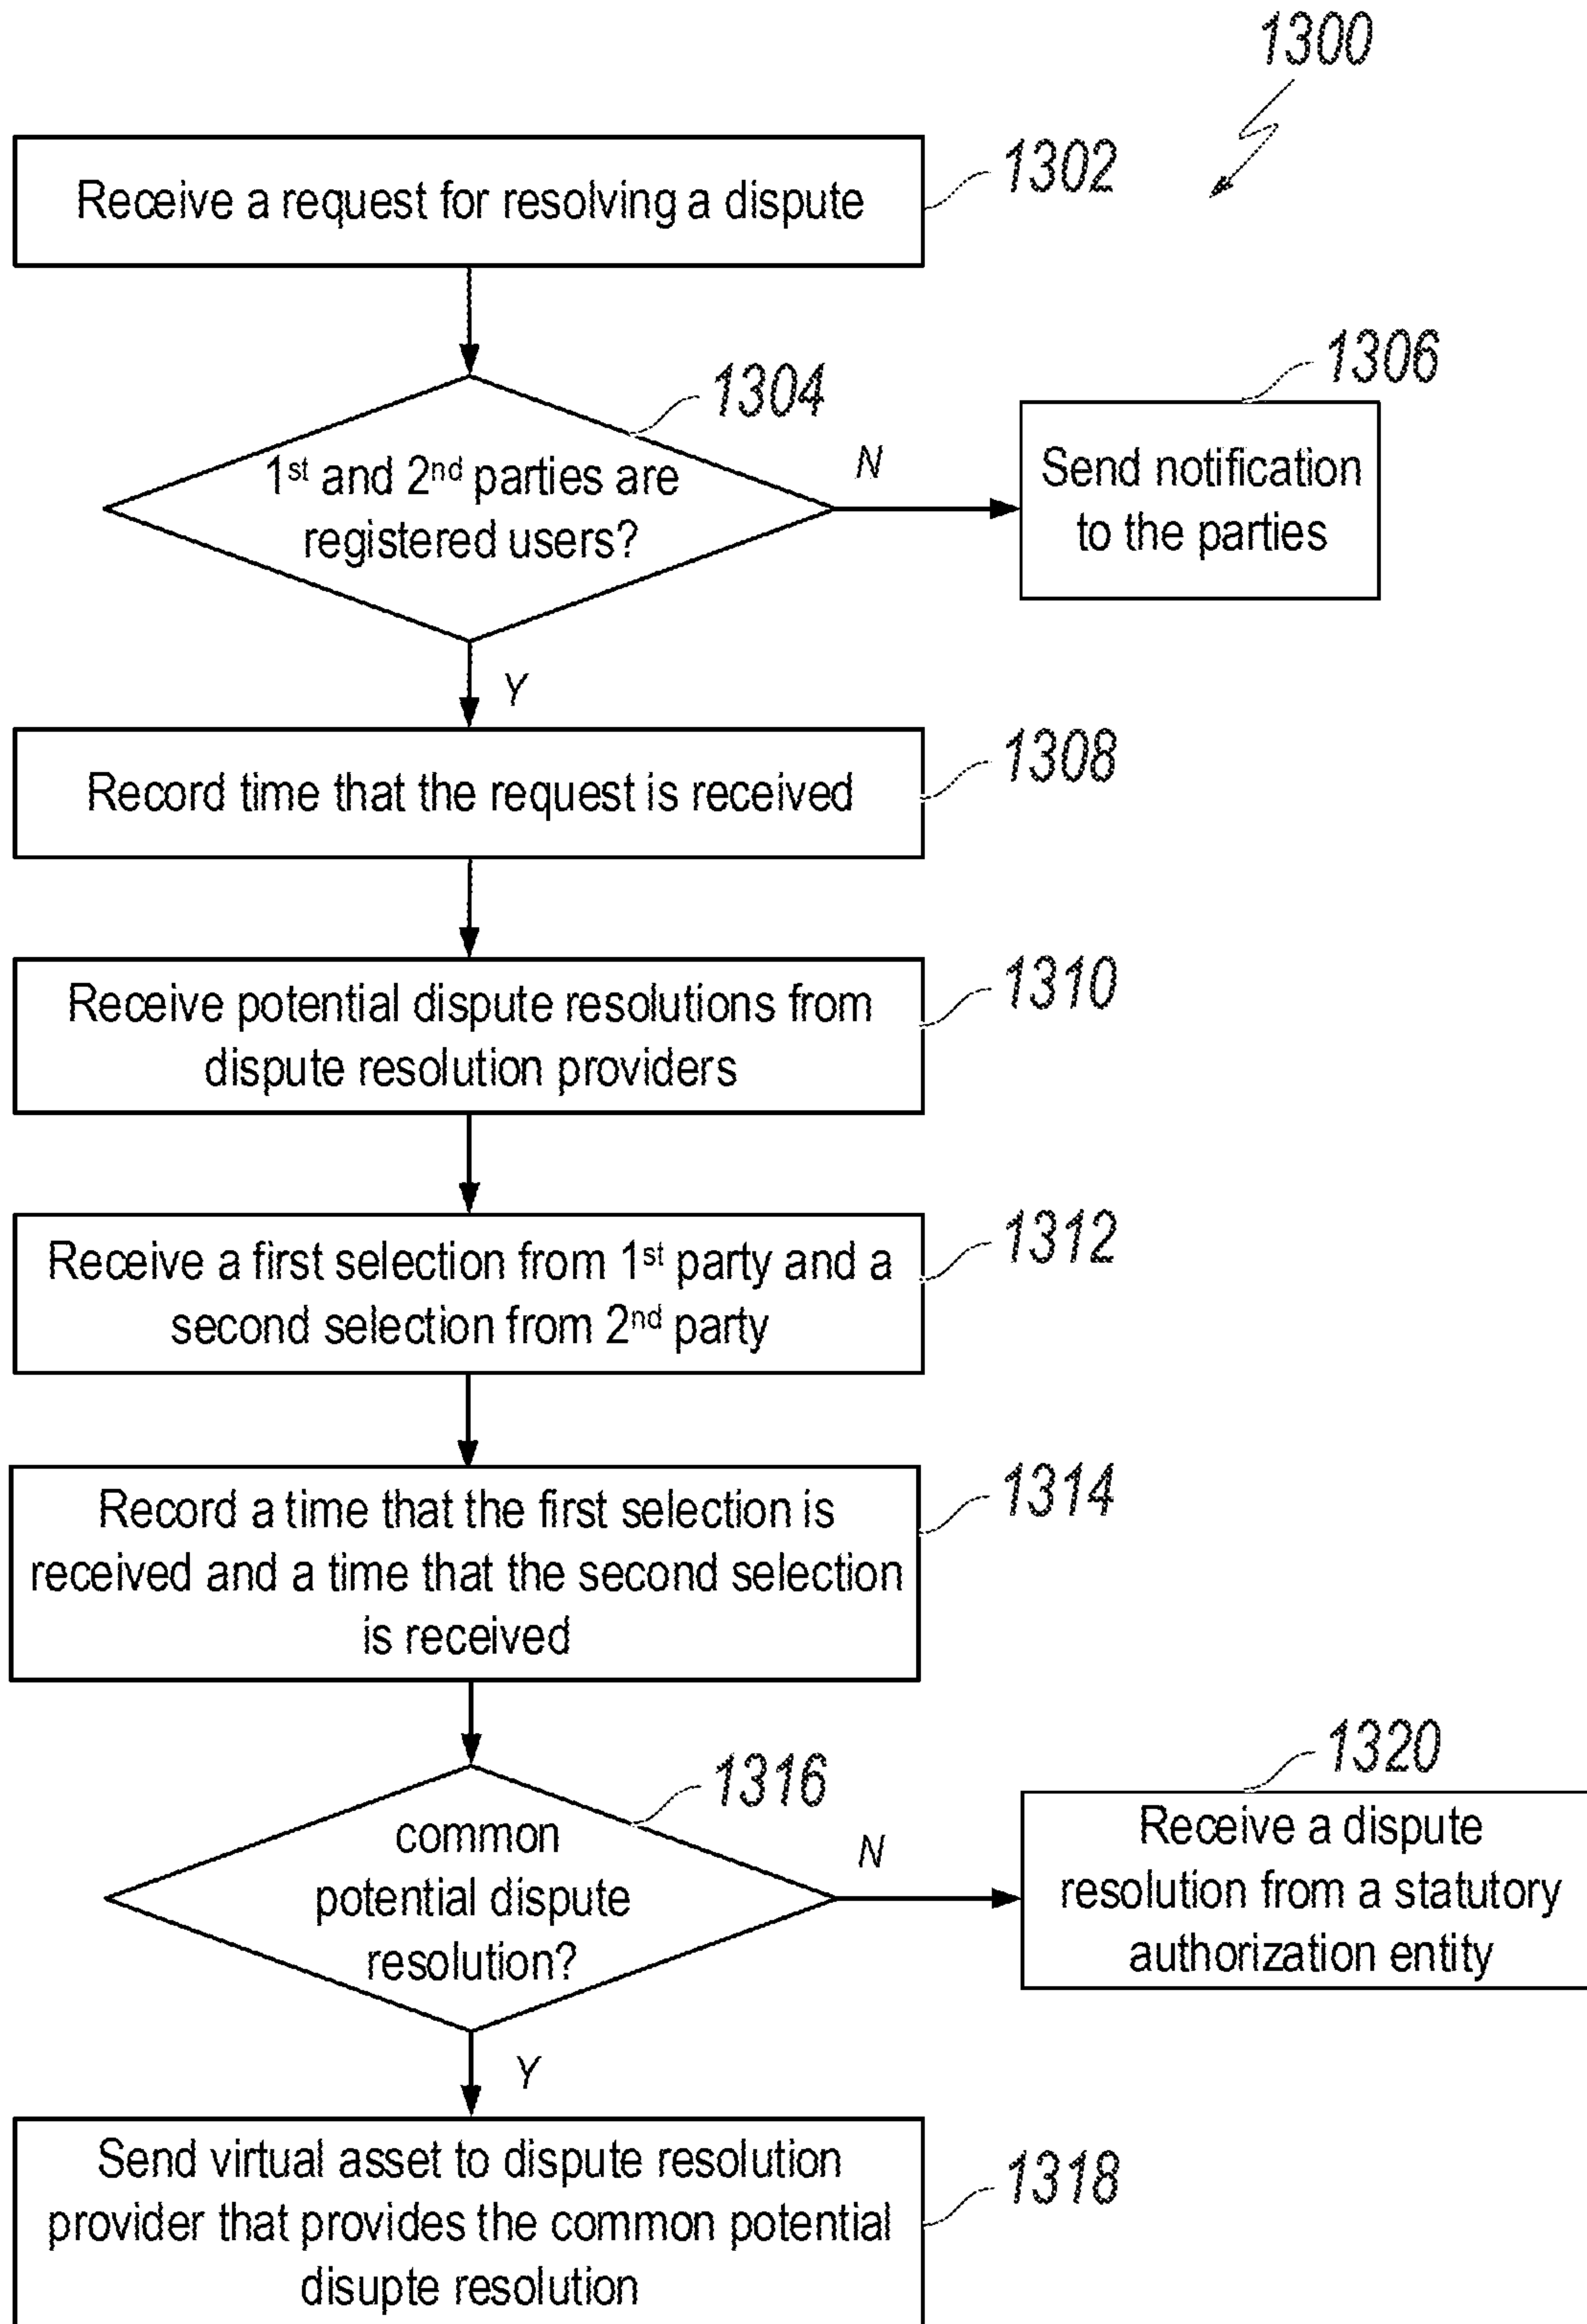 1300
Receive a request for resolving a dispute
1302
1304
1st and 2nd parties are
registered users?
N
1306
Send notification
to the parties
Y
Record time that the request is received
1308
Receive potential dispute resolutions from
dispute resolution providers
1310
Receive a first selection from 1st party and a
second selection from 2nd party
1312
Record a time that the first selection is
received and a time that the second selection
is received
1314
1316
common
potential dispute
resolution?
N
1320
Receive a dispute
resolution from a statutory
authorization entity
Y
Send virtual asset to dispute resolution
provider that provides the common potential
disupte resolution
1318